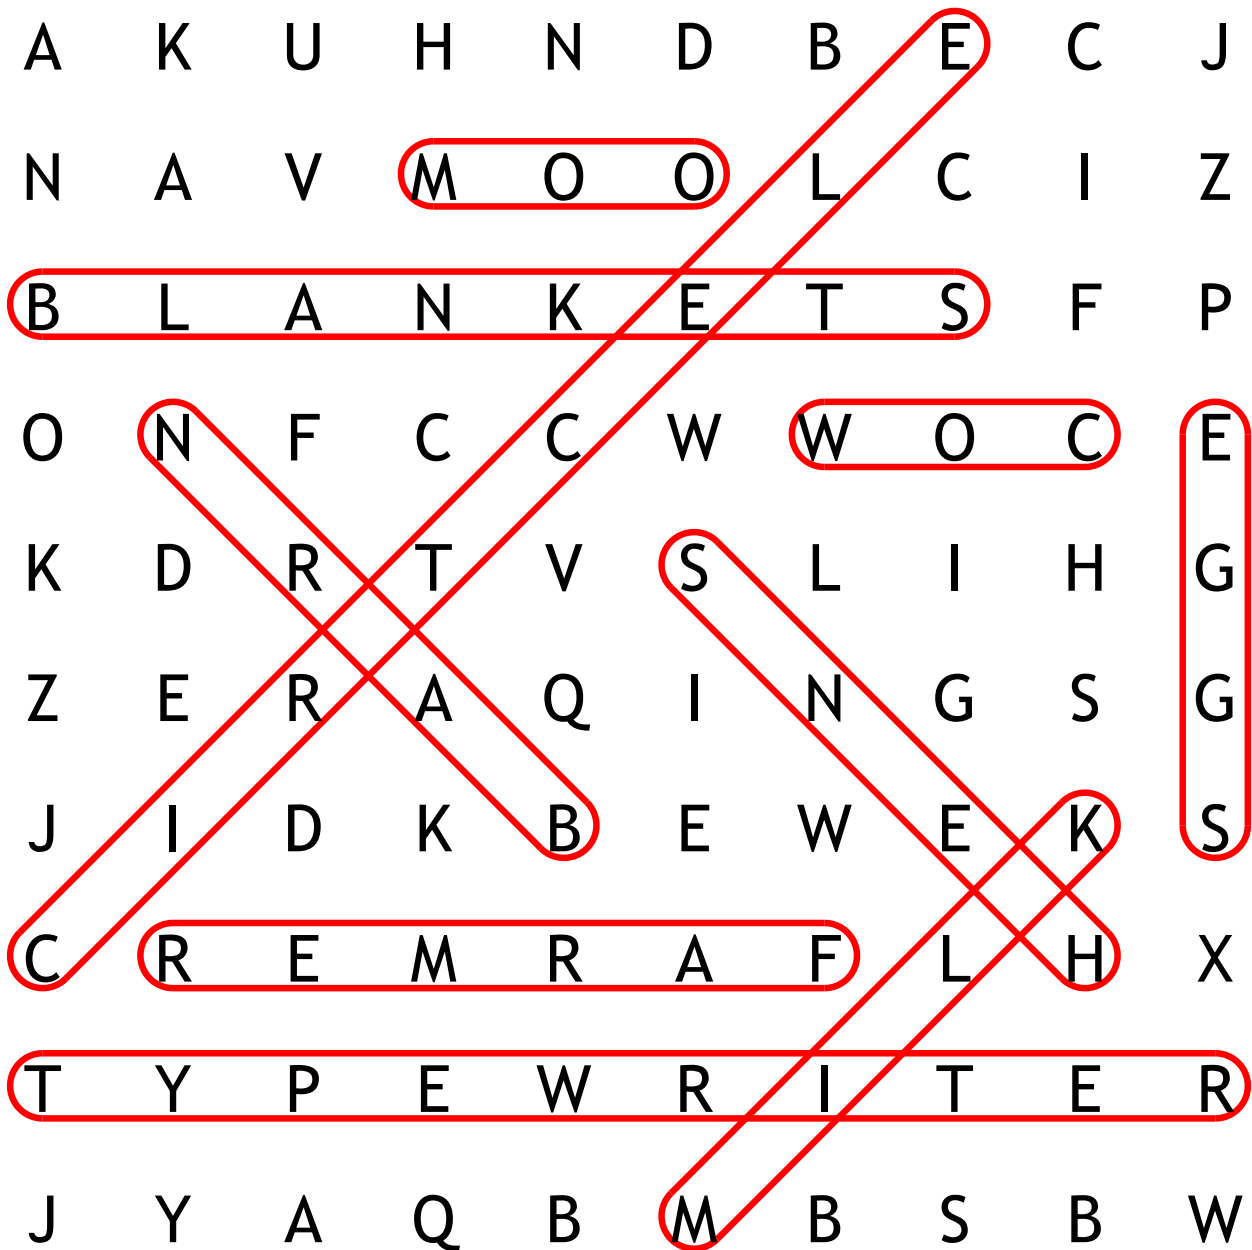 A K U H N D B E C J
N A V M O O L C I Z
B L A N K E T S F P
O N F C C W W O C E
K D R T V S L I H G
Z E R A Q I N G S G
J I D K B E W E K S
C R E M R A F L H X
T Y P E W R I T E R
J Y A Q B M B S B W